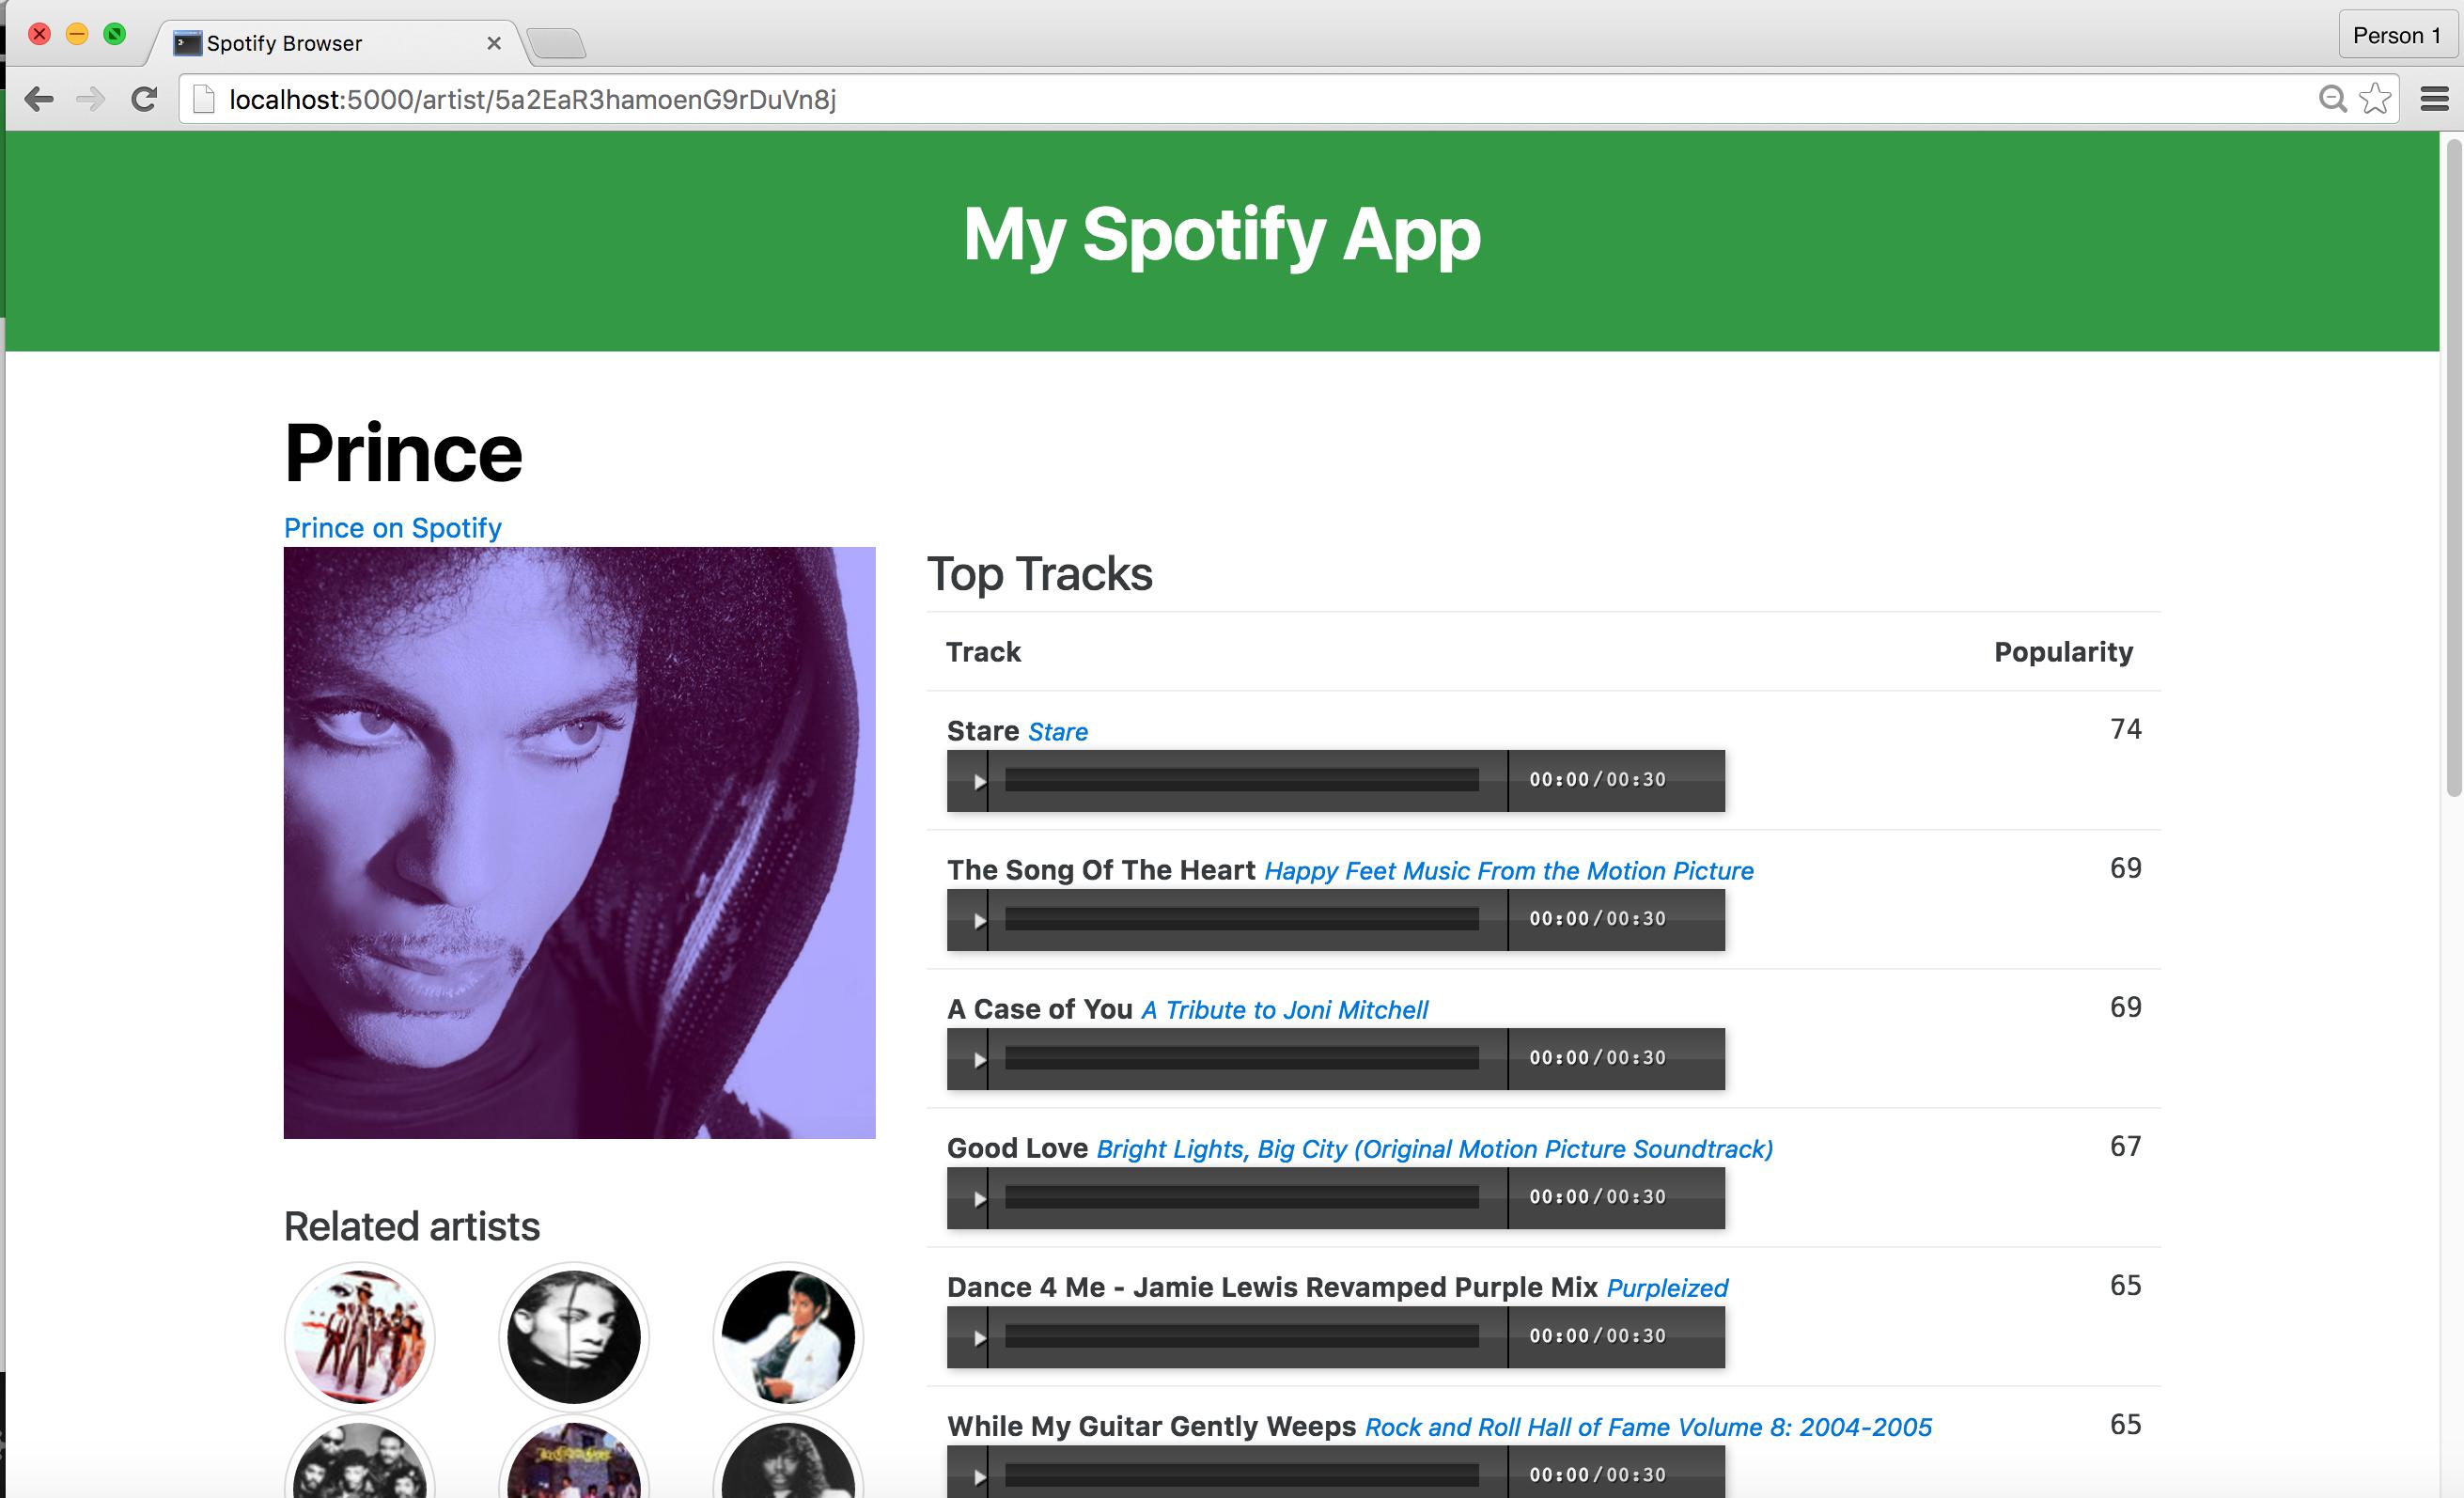 Spotify Browser
Person 1
localhost:5000/artist/5a2EaR3hamoenG9rDuVn8j
My Spotify App
Prince
Prince on Spotify
Top Tracks
Track Popularity
Stare Stare 74
00:00/00:30
The Song Of The Heart Happy Feet Music From the Motion Picture 69
00:00/00:30
A Case of You A Tribute to Joni Mitchell 69
00:00/00:30
Good Love Bright Lights, Big City (Original Motion Picture Soundtrack) 67
00:00/00:30
Dance 4 Me - Jamie Lewis Revamped Purple Mix Purpleized 65
00:00/00:30
While My Guitar Gently Weeps Rock and Roll Hall of Fame Volume 8: 2004-2005 65
00:00/00:30
Related artists